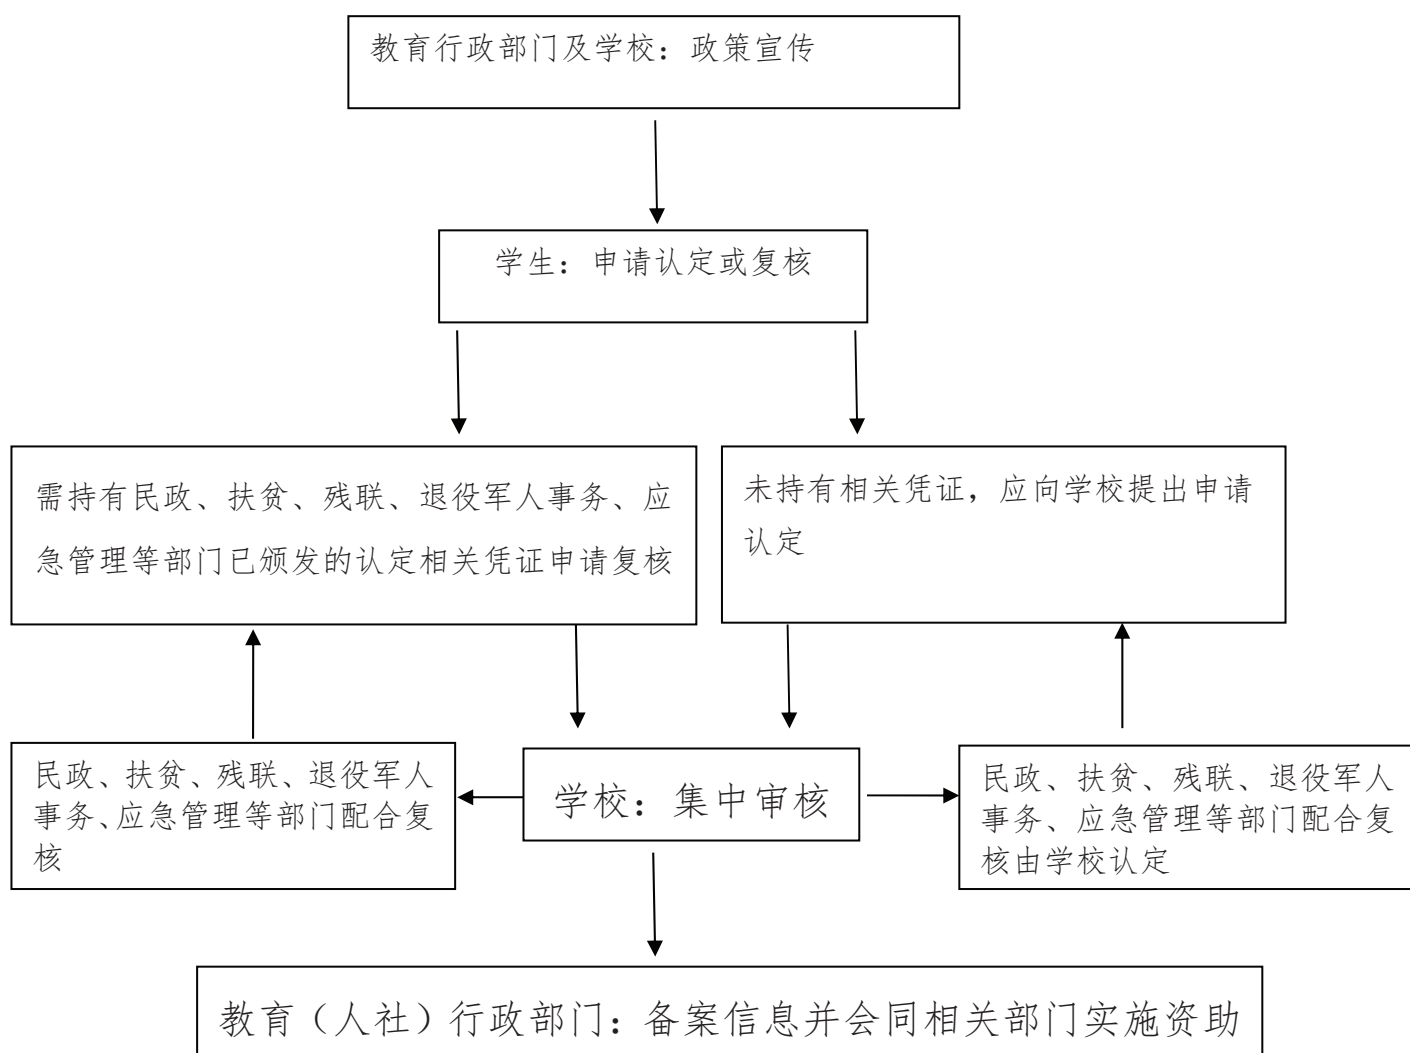 教育行政部门及学校：政策宣传
学生：申请认定或复核
需持有民政、扶贫、残联、退役军人事务、应
急管理等部门已颁发的认定相关凭证申请复核
未持有相关凭证，应向学校提出申请
认定
民政、扶贫、残联、退役军人
事务、应急管理等部门配合复
核
学校：集中审核
民政、扶贫、残联、退役军人
事务、应急管理等部门配合复
核由学校认定
教育（人社）行政部门：备案信息并会同相关部门实施资助